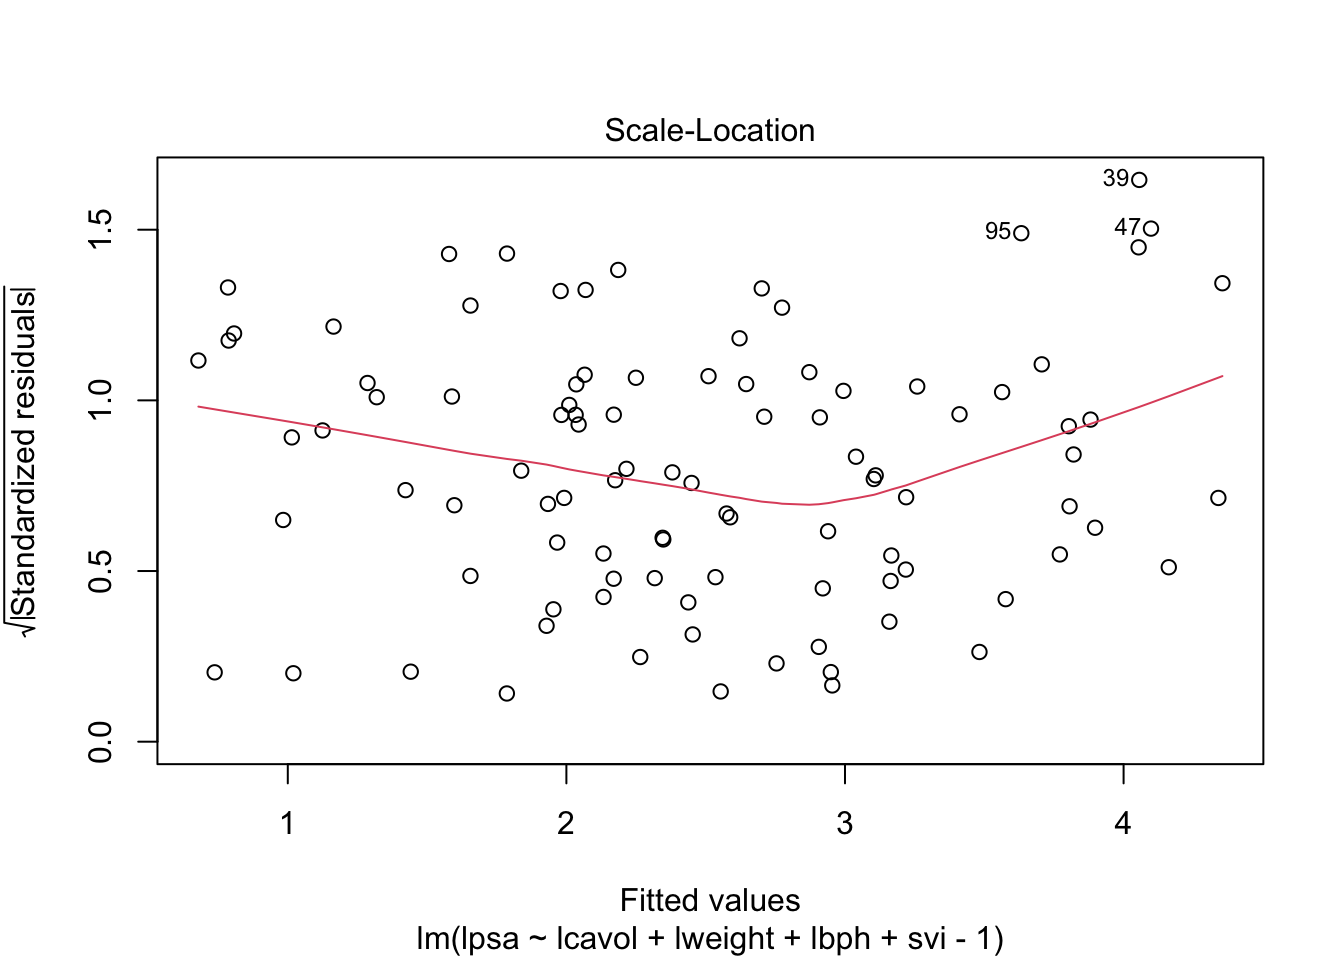 Scale-Location
√|Standardized residuals|
0.0
0.5
1.0
1.5
39
95
47
1
2
3
4
Fitted values
lm(lpsa ~ lcavol + lweight + lbph + svi - 1)